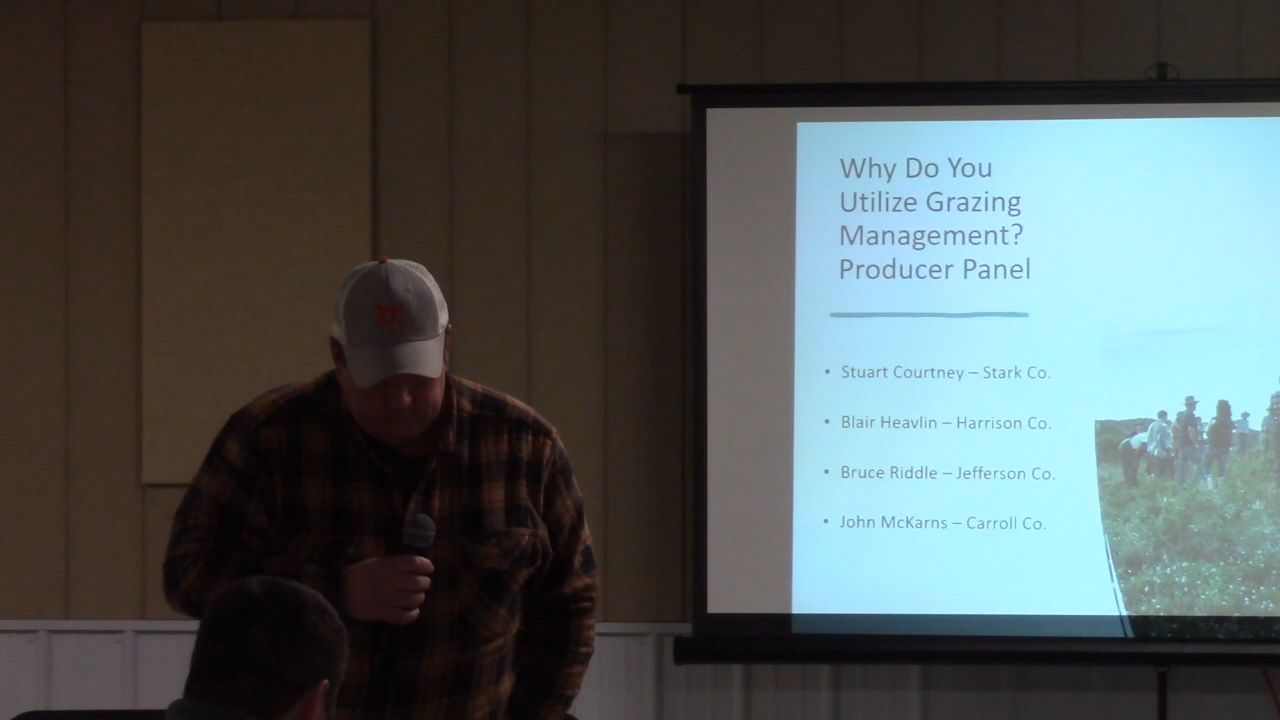 Why Do You
Utilize Grazing
Management?
Producer Panel
• Stuart Courtney – Stark Co.
• Blair Heavlin – Harrison Co.
• Bruce Riddle – Jefferson Co.
• John McKarns – Carroll Co.